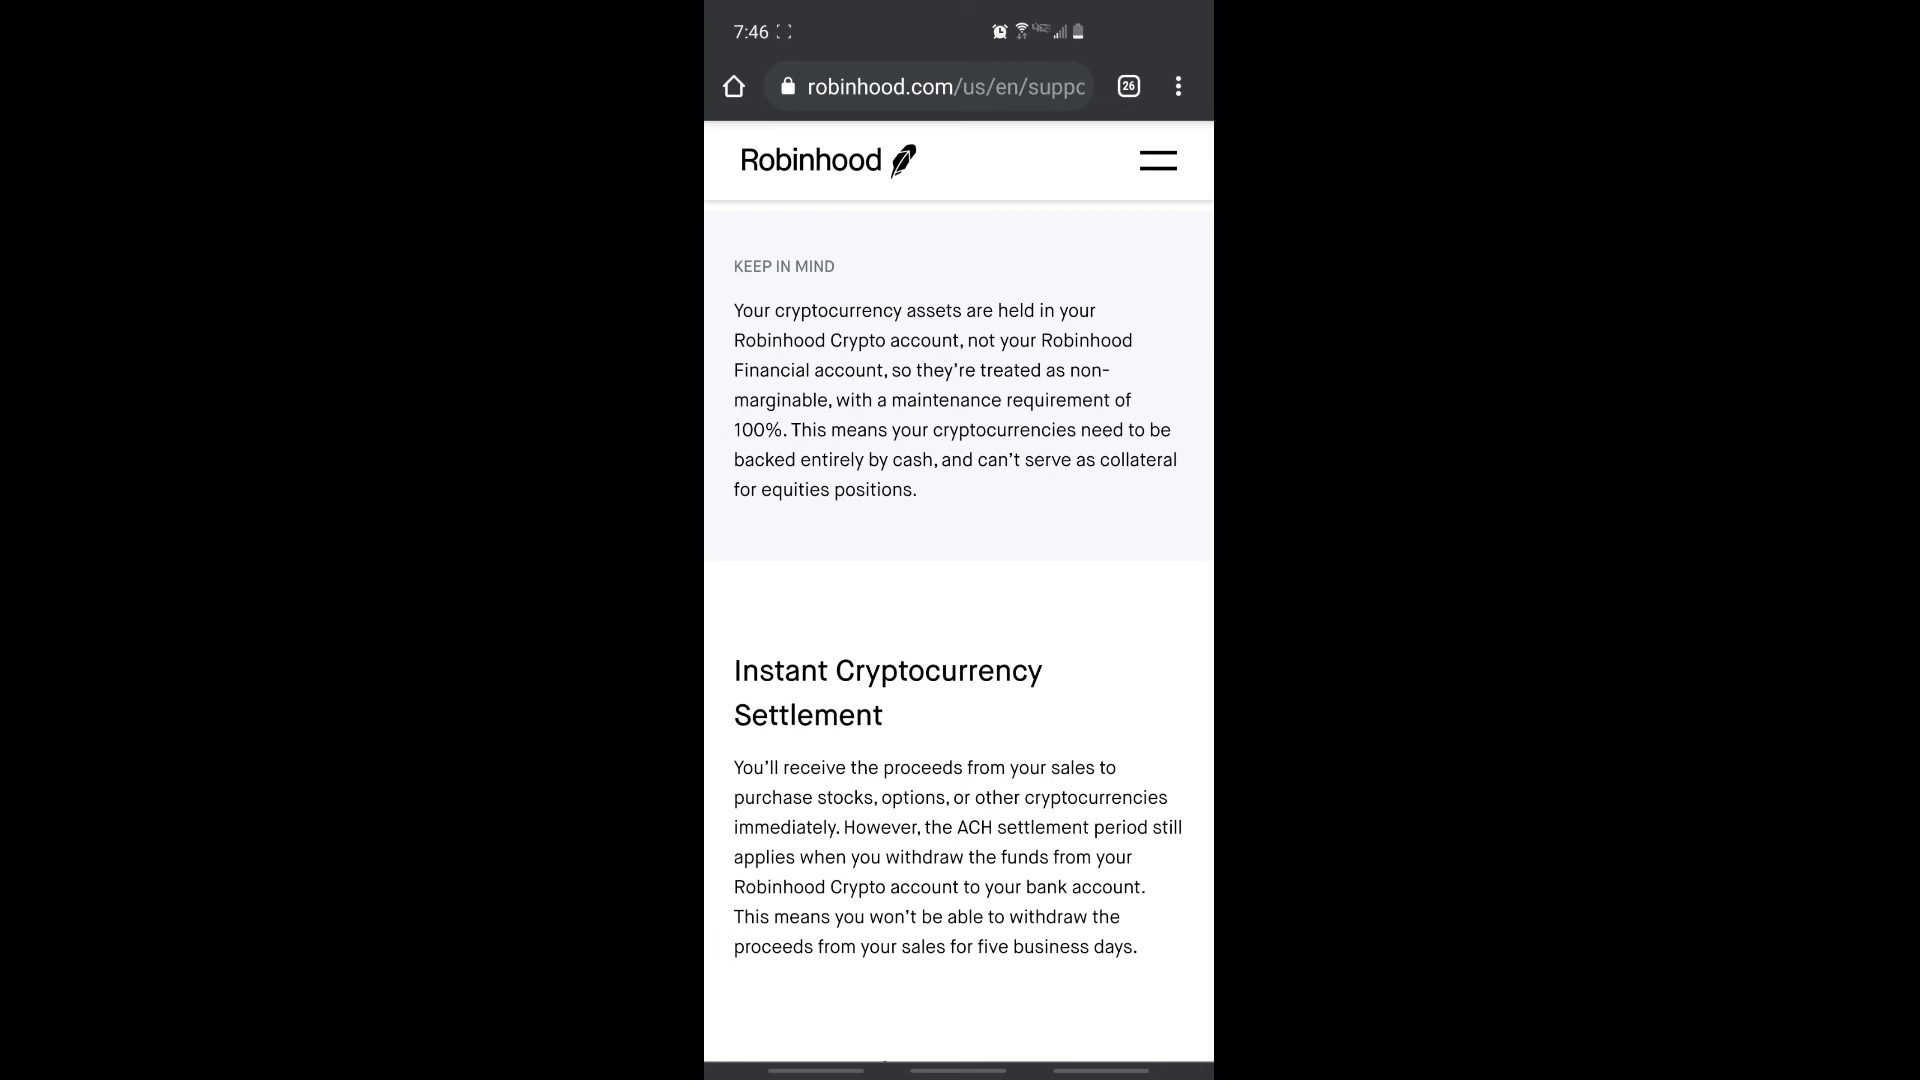 7:46
robinhood.com/us/en/suppo
26
Robinhood
KEEP IN MIND
Your cryptocurrency assets are held in your
Robinhood Crypto account, not your Robinhood
Financial account, so they're treated as non-
marginable, with a maintenance requirement of
100%. This means your cryptocurrencies need to be
backed entirely by cash, and can't serve as collateral
for equities positions.
Instant Cryptocurrency
Settlement
You'll receive the proceeds from your sales to
purchase stocks, options, or other cryptocurrencies
immediately. However, the ACH settlement period still
applies when you withdraw the funds from your
Robinhood Crypto account to your bank account.
This means you won't be able to withdraw the
proceeds from your sales for five business days.